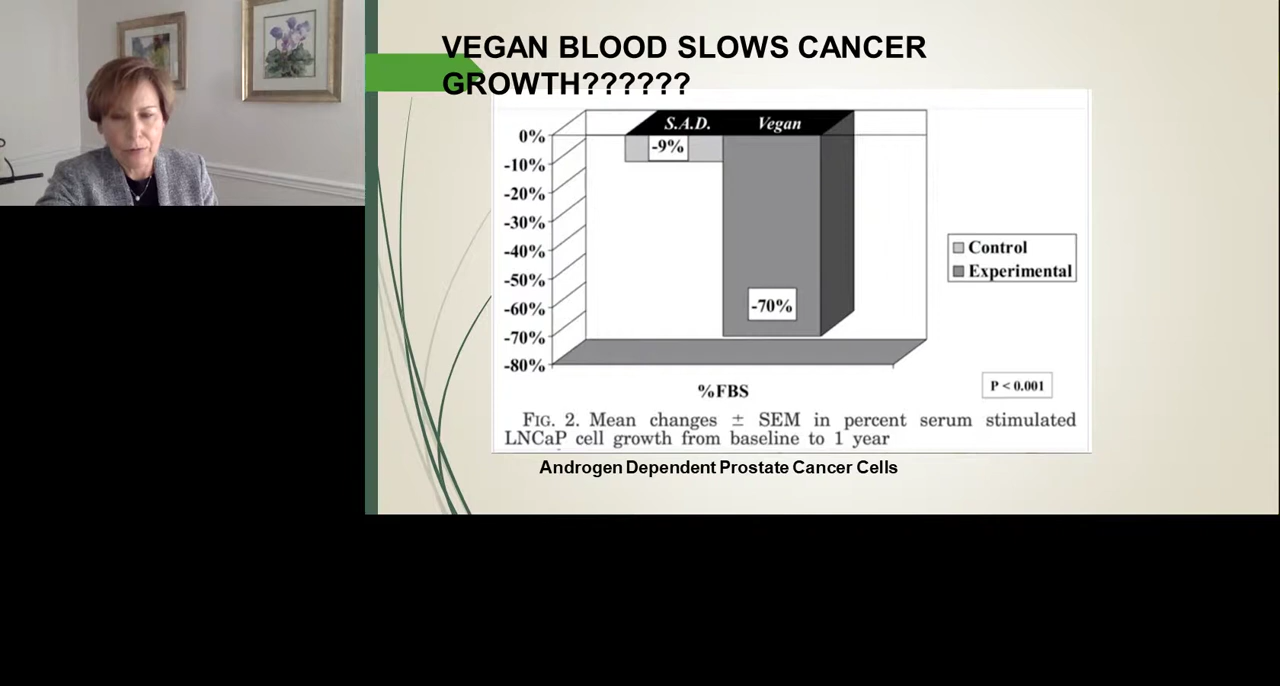 VEGAN BLOOD SLOWS CANCER
GROWTH??????
S.A.D. Vegan
0%
-9%
-10%
-20%
-30%
-40%
-50%
-60%
-70%
-80%
-70%
Control
Experimental
%FBS
P < 0.001
FIG. 2. Mean changes ± SEM in percent serum stimulated
LNCaP cell growth from baseline to 1 year
Androgen Dependent Prostate Cancer Cells